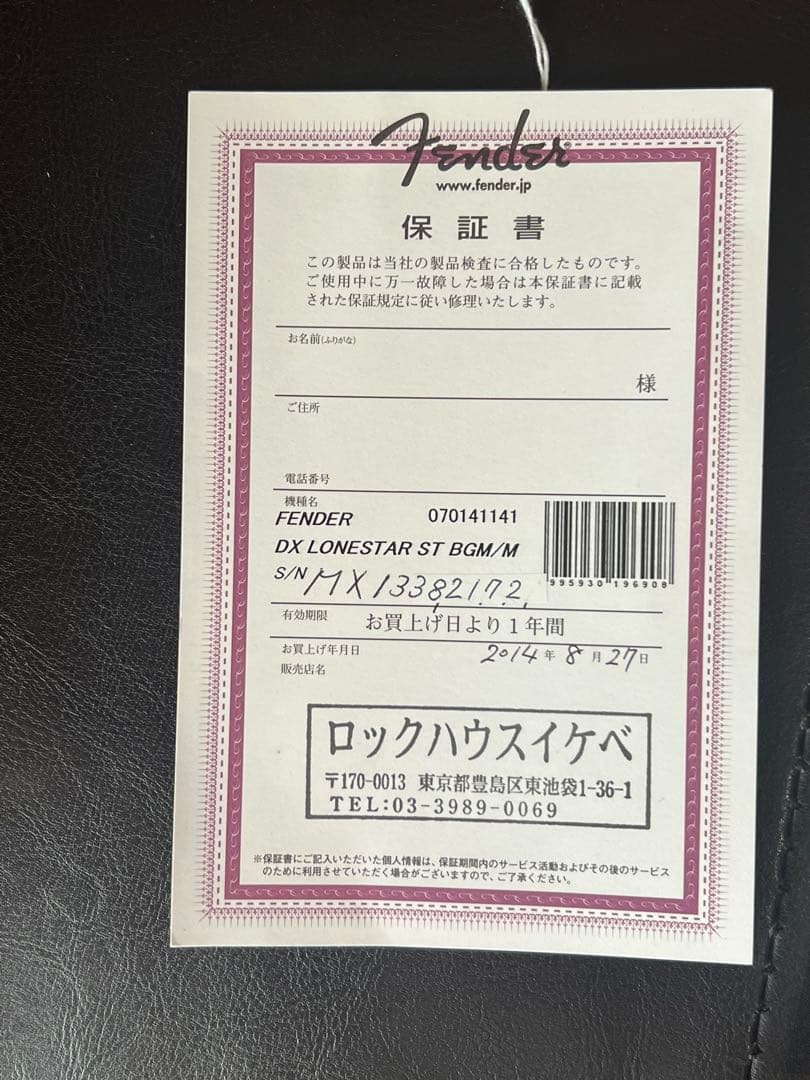 Fender
www.fender.jp
保証書
この製品は当社の製品検査に合格したものです。
ご使用中に万一故障した場合は本保証書に記載
された保証規定に従い修理いたします。
お名前(ふりがな)
様
ご住所
電話番号
機種名
FENDER 070141141
DX LONESTAR ST BGM/M
995930 196908
S/N MX13382172
有効期限 お買上げ日より1年間
お買上げ年月日 2014年8月27日
販売店名
ロックハウスイケベ
〒170-0013 東京都豊島区東池袋1-36-1
TEL:03-3989-0069
※保証書にご記入いただいた個人情報は、保証期間内のサービス活動およびその後のサービス
のために利用させていただく場合がございますので、ご了承ください。